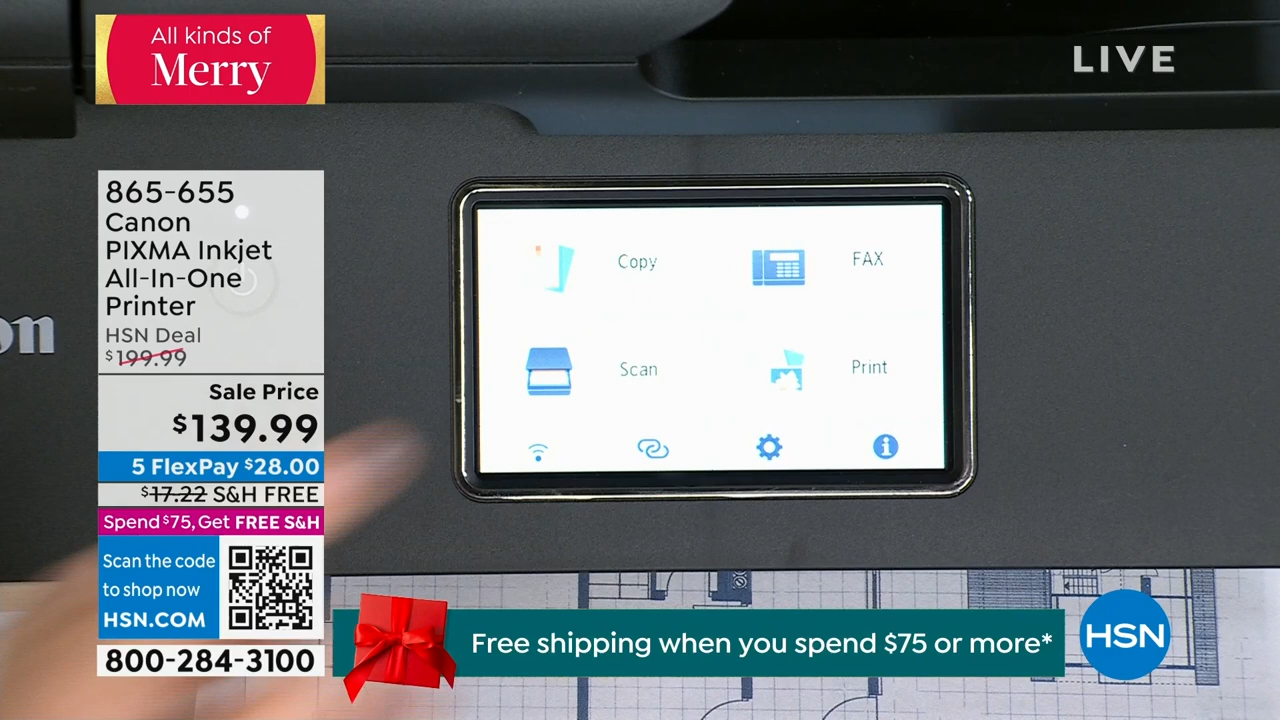 All kinds of
Merry
LIVE
865-655
Canon
PIXMA Inkjet
All-In-One
Printer
HSN Deal
$199.99
Sale Price
$139.99
5 FlexPay $28.00
$17.22 S&H FREE
Spend $75, Get FREE S&H
Scan the code
to shop now
HSN.COM
800-284-3100
on
Copy
FAX
Scan
Print
i
Free shipping when you spend $75 or more*
HSN